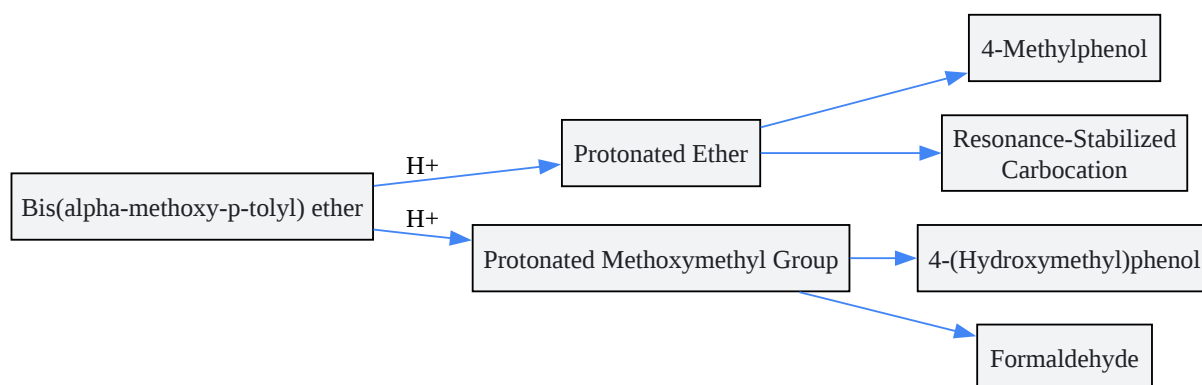 4-Methylphenol
H+
Protonated Ether
Resonance-Stabilized
Carbocation
Bis(alpha-methoxy-p-tolyl) ether
H+
Protonated Methoxymethyl Group
4-(Hydroxymethyl)phenol
Formaldehyde